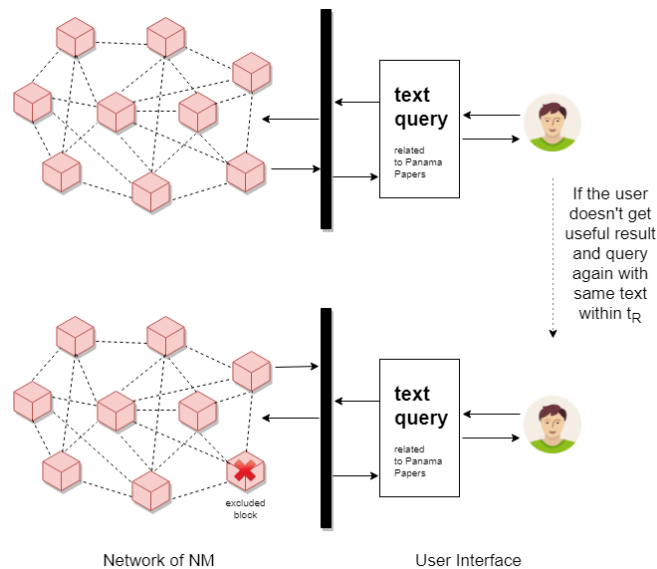 text
query
related
to Panama
Papers
If the user
doesn't get
useful result
and query
again with
same text
within tR
text
query
related
to Panama
Papers
excluded
block
Network of NM
User Interface